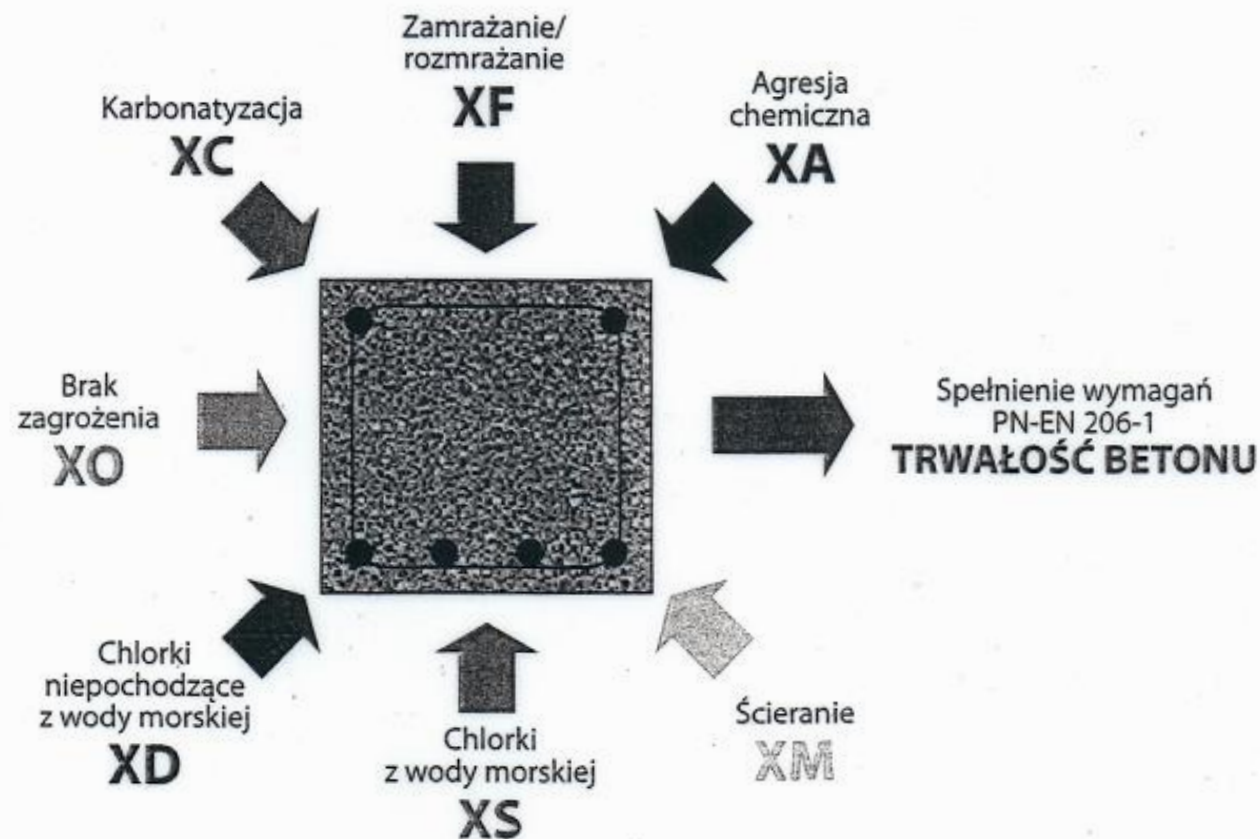 Zamrażanie/
rozmrażanie
XF
Karbonatyzacja
XC
Agresja
chemiczna
XA
Brak
zagrożenia
XO
Spełnienie wymagań
PN-EN 206-1
TRWAŁOŚĆ BETONU
Chlorki
niepochodzące
z wody morskiej
XD
Chlorki
z wody morskiej
XS
Ścieranie
XM